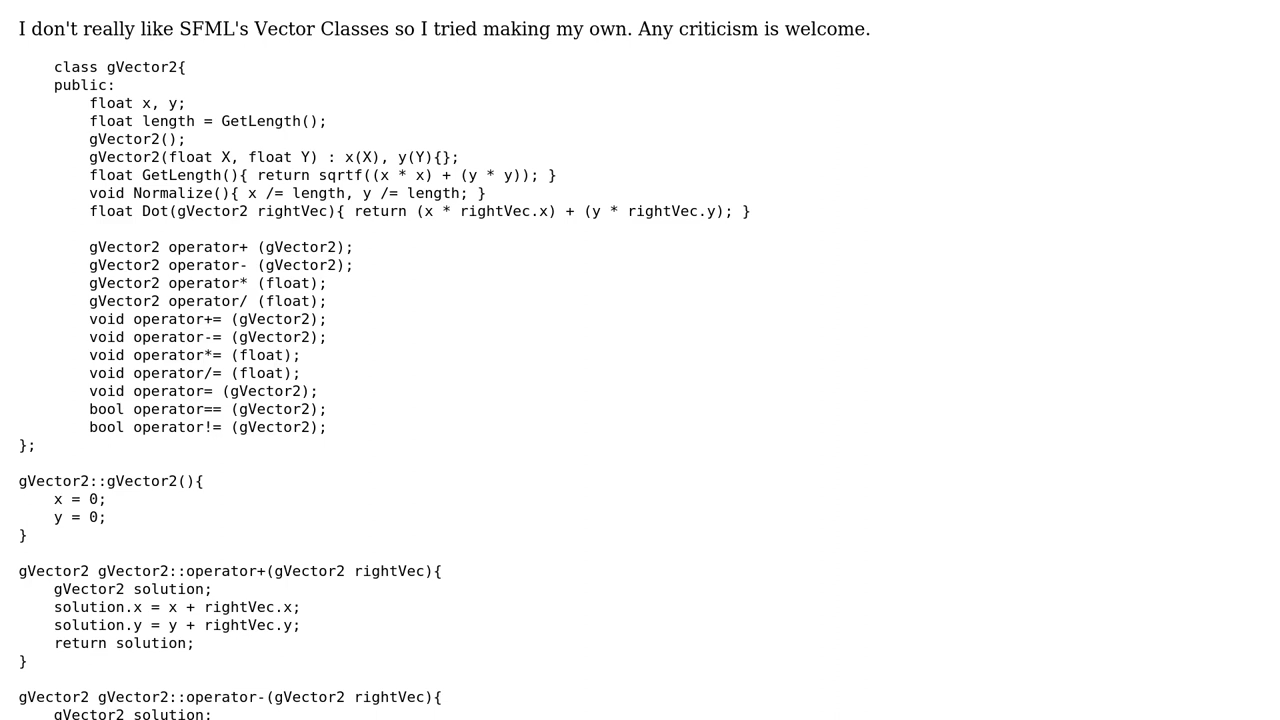 I don't really like SFML's Vector Classes so I tried making my own. Any criticism is welcome.
class gVector2{
public:
float x, y;
float length = GetLength();
gVector2();
gVector2(float X, float Y) : x(X), y(Y){};
float GetLength(){ return sqrtf((x * x) + (y * y)); }
void Normalize(){ x /= length, y /= length; }
float Dot(gVector2 rightVec){ return (x * rightVec.x) + (y * rightVec.y); }
gVector2 operator+ (gVector2);
gVector2 operator- (gVector2);
gVector2 operator* (float);
gVector2 operator/ (float);
void operator+= (gVector2);
void operator-= (gVector2);
void operator*= (float);
void operator/= (float);
void operator= (gVector2);
bool operator== (gVector2);
bool operator!= (gVector2);
};
gVector2::gVector2(){
x = 0;
y = 0;
}
gVector2 gVector2::operator+(gVector2 rightVec){
gVector2 solution;
solution.x = x + rightVec.x;
solution.y = y + rightVec.y;
return solution;
}
gVector2 gVector2::operator-(gVector2 rightVec){
gVector2 solution;